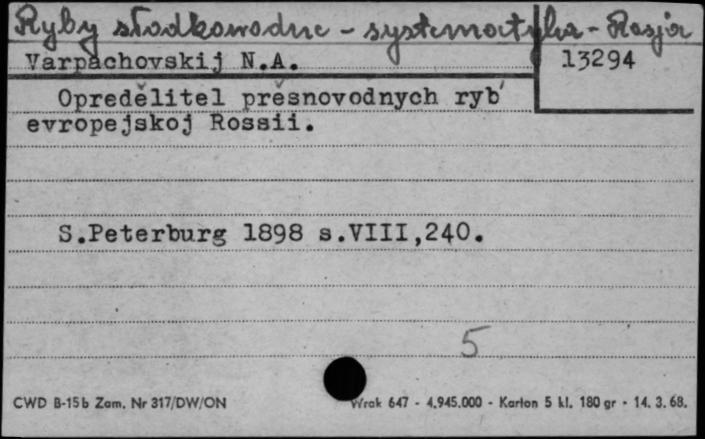 Ryby słodkowodne - systematyka - Rosja
Varpachovskij N.A.
13294
Opredělitel prěsnovodnych ryb'
evropejskoj Rossii.
S.Peterburg 1898 s.VIII,240.
5
CWD B-15b Zam. Nr 317/DW/ON
Wrak 647 - 4.945.000 - Karton 5 kl. 180 gr - 14. 3. 68.